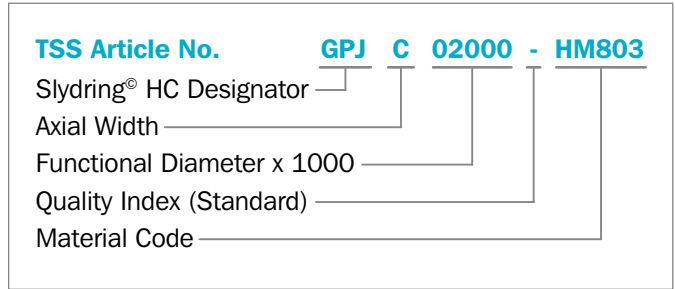 TSS Article No. GPJ C 02000 - HM803
Slydring© HC Designator
Axial Width
Functional Diameter x 1000
Quality Index (Standard)
Material Code